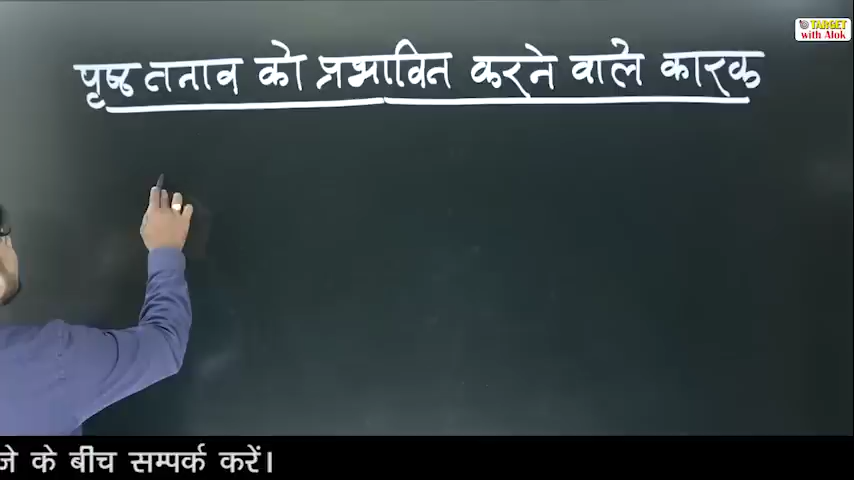 TARGET
with Alok
पृष्ठ तनाव को प्रभावित करने वाले कारक
जे के बीच सम्पर्क करें।